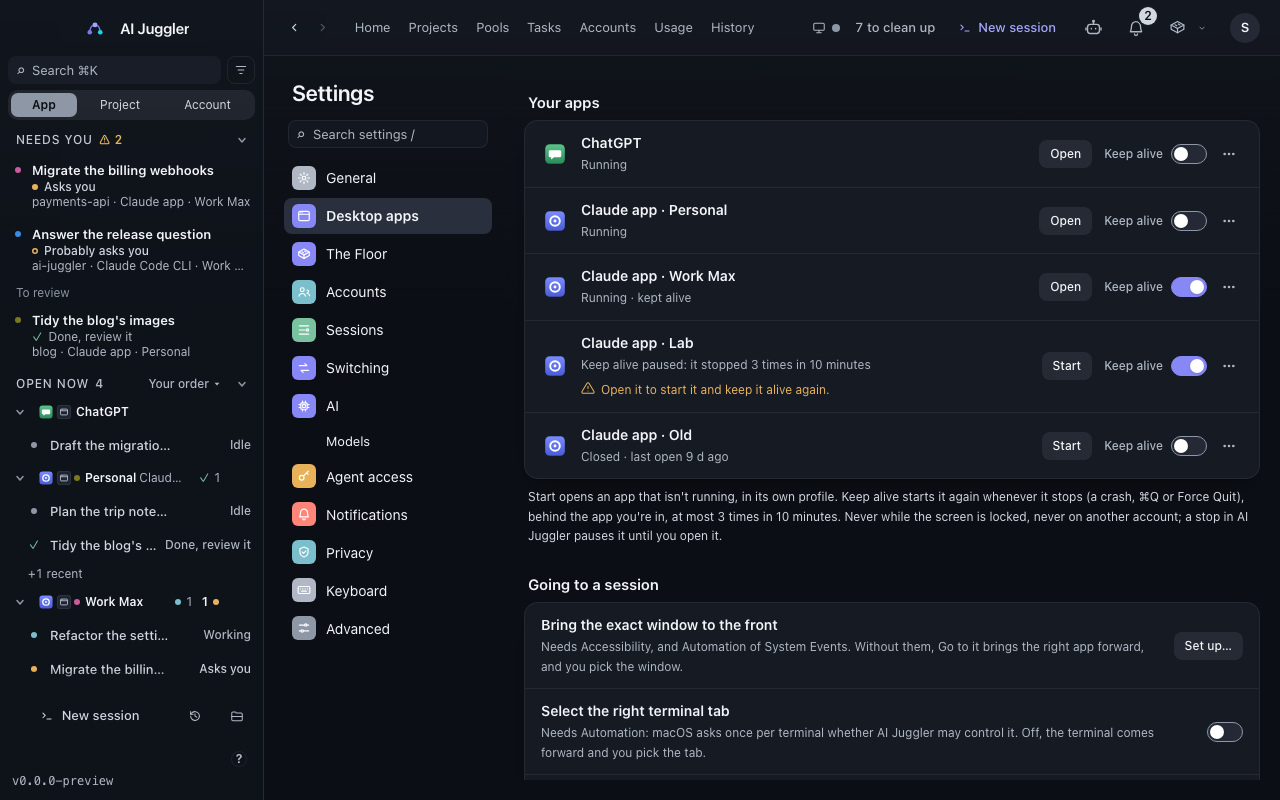 AI Juggler
Search ⌘K
App Project Account
NEEDS YOU 2
Migrate the billing webhooks
Asks you
payments-api · Claude app · Work Max
Answer the release question
Probably asks you
ai-juggler · Claude Code CLI · Work ...
To review
Tidy the blog's images
Done, review it
blog · Claude app · Personal
OPEN NOW 4 Your order
ChatGPT
Draft the migratio... Idle
Personal Claud... 1
Plan the trip note... Idle
Tidy the blog's ... Done, review it
+1 recent
Work Max 1 1
Refactor the setti... Working
Migrate the billin... Asks you
New session
?
v0.0.0-preview
Home Projects Pools Tasks Accounts Usage History
7 to clean up
New session
2
S
Settings
Search settings /
General
Desktop apps
The Floor
Accounts
Sessions
Switching
AI
Models
Agent access
Notifications
Privacy
Keyboard
Advanced
Your apps
ChatGPT
Running
Open Keep alive
Claude app · Personal
Running
Open Keep alive
Claude app · Work Max
Running · kept alive
Open Keep alive
Claude app · Lab
Keep alive paused: it stopped 3 times in 10 minutes
Open it to start it and keep it alive again.
Start Keep alive
Claude app · Old
Closed · last open 9 d ago
Start Keep alive
Start opens an app that isn't running, in its own profile. Keep alive starts it again whenever it stops (a crash, ⌘Q or Force Quit),
behind the app you're in, at most 3 times in 10 minutes. Never while the screen is locked, never on another account; a stop in AI
Juggler pauses it until you open it.
Going to a session
Bring the exact window to the front
Needs Accessibility, and Automation of System Events. Without them, Go to it brings the right app forward,
and you pick the window.
Set up...
Select the right terminal tab
Needs Automation: macOS asks once per terminal whether AI Juggler may control it. Off, the terminal comes
forward and you pick the tab.